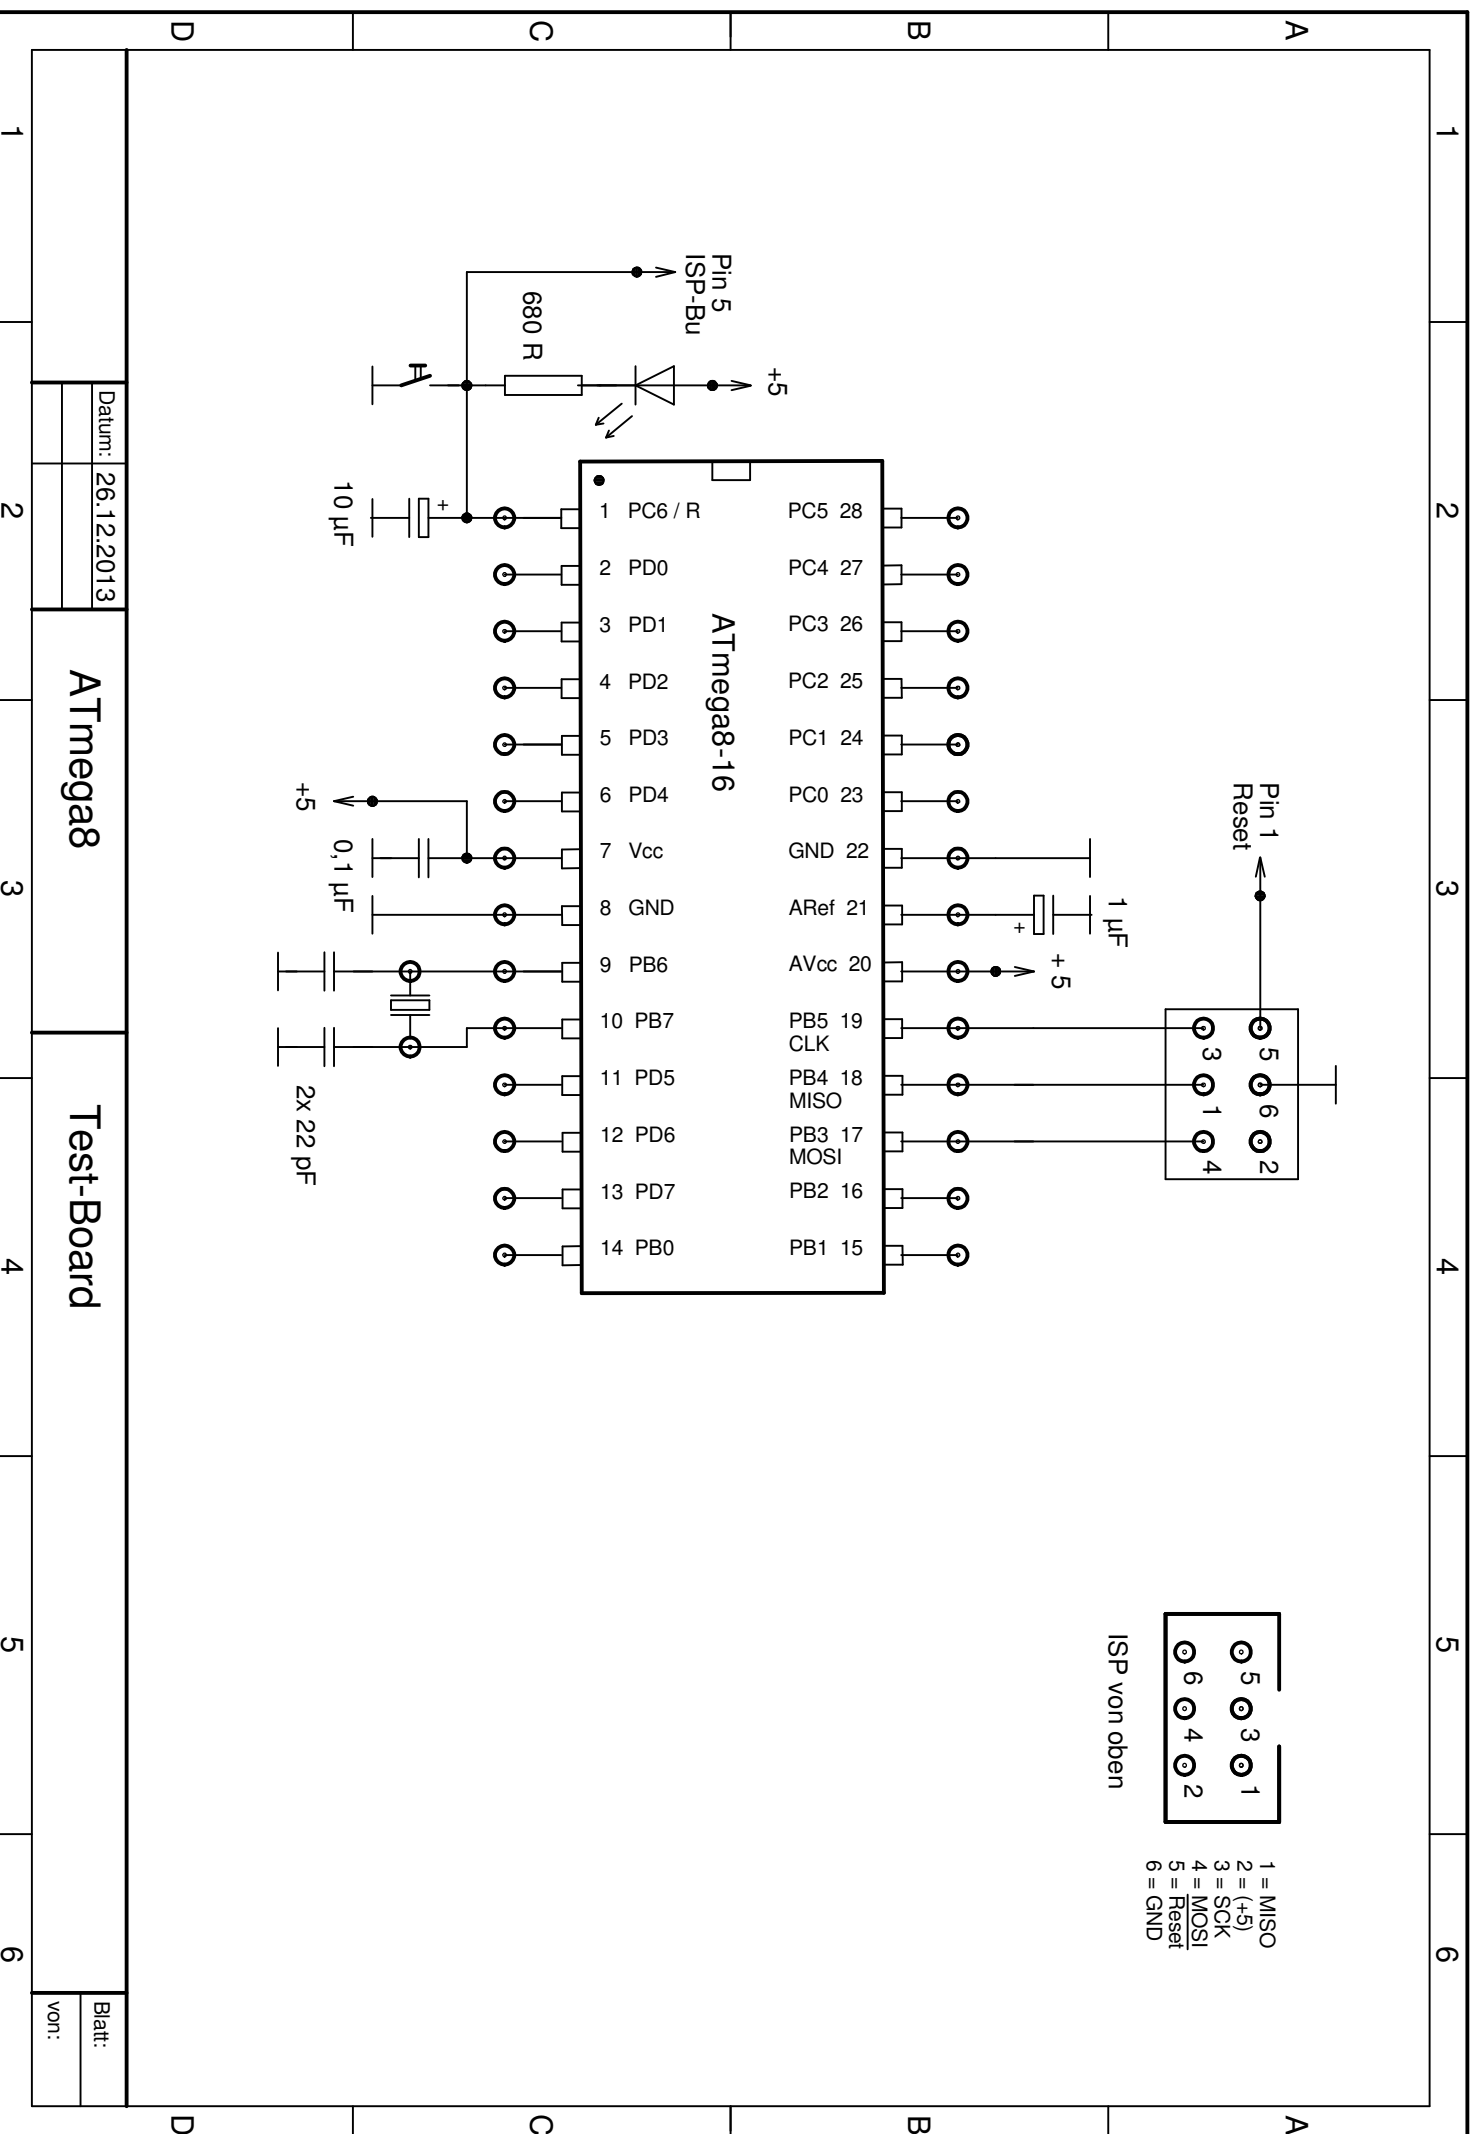 D
C
B
A
1
1
2
2
3
3
4
4
5
5
6
6
D
C
B
A
Pin 5
ISP-Bu
680 R
+5
10 µF
+
ATmega8-16
1 PC6 / R
2 PD0
3 PD1
4 PD2
5 PD3
6 PD4
7 Vcc
8 GND
9 PB6
10 PB7
11 PD5
12 PD6
13 PD7
14 PB0
PC5 28
PC4 27
PC3 26
PC2 25
PC1 24
PC0 23
GND 22
ARef 21
AVcc 20
PB5 19
CLK
PB4 18
MISO
PB3 17
MOSI
PB2 16
PB1 15
+5
0,1 µF
2x 22 pF
1 µF
+
+ 5
Pin 1
Reset
5 6 2
3 1 4
5 3 1
6 4 2
ISP von oben
1 = MISO
2 = (+5)
3 = SCK
4 = MOSI
5 = Reset
6 = GND
Datum: 26.12.2013
ATmega8
Test-Board
Blatt:
von: